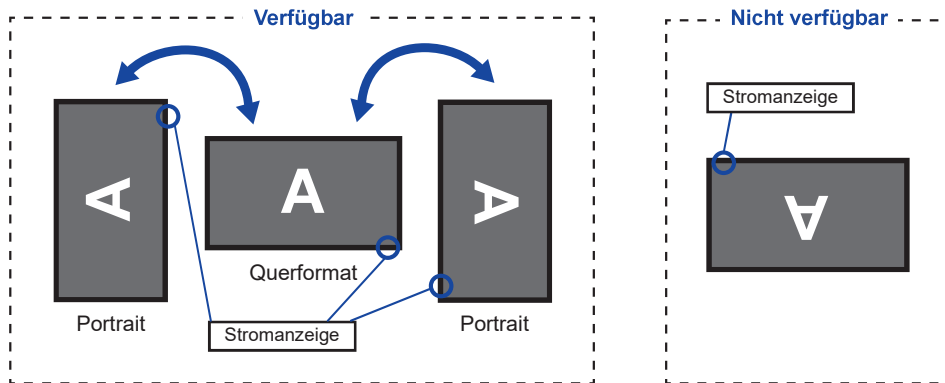 Verfügbar
Nicht verfügbar
Stromanzeige
A
A
A
A
Querformat
Portrait
Stromanzeige
Portrait